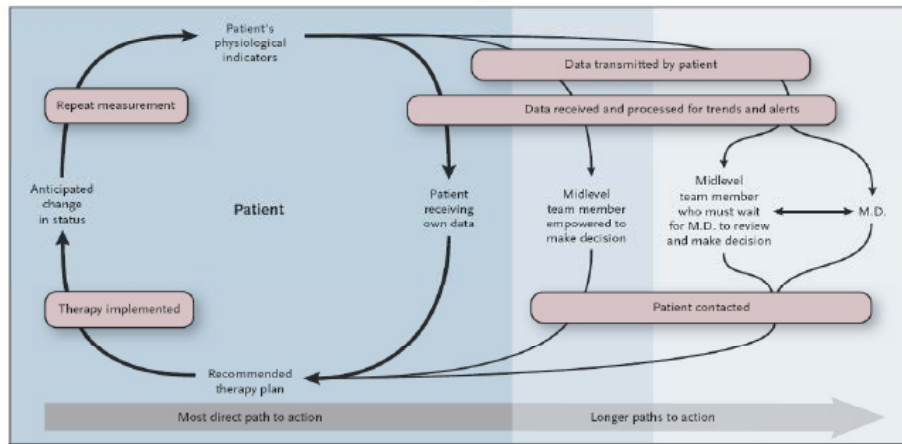 Patient's
physiological
indicators
Data transmitted by patient
Repeat measurement
Data received and processed for trends and alerts
Anticipated
change
in status
Patient
Patient
receiving
own data
Midlevel
team member
empowered to
make decision
Midlevel
team member
who must wait
for M.D. to review
and make decision
M.D.
Therapy implemented
Patient contacted
Recommended
therapy plan
Most direct path to action
Longer paths to action